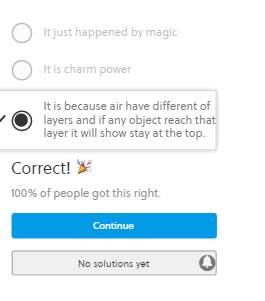 It just happened by magic
It is charm power
It is because air have different of
layers and if any object reach that
layer it will show stay at the top.
Correct! 🎉
100% of people got this right.
Continue
No solutions yet